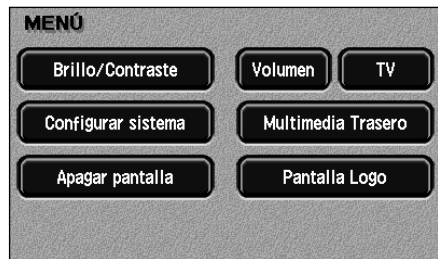 MENÚ
Brillo/Contraste
Volumen
TV
Configurar sistema
Multimedia Trasero
Apagar pantalla
Pantalla Logo